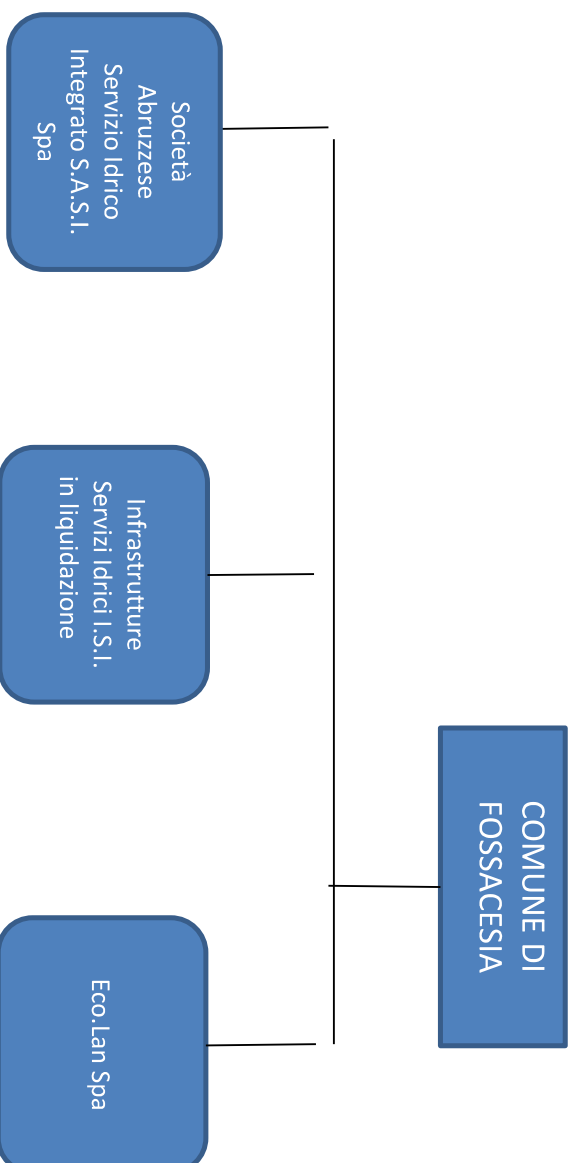 COMUNE DI
FOSSACESIA
Società
Abruzzese
Servizio Idrico
Integrato S.A.S.I.
Spa
Infrastrutture
Servizi Idrici I.S.I.
in liquidazione
Eco.Lan Spa